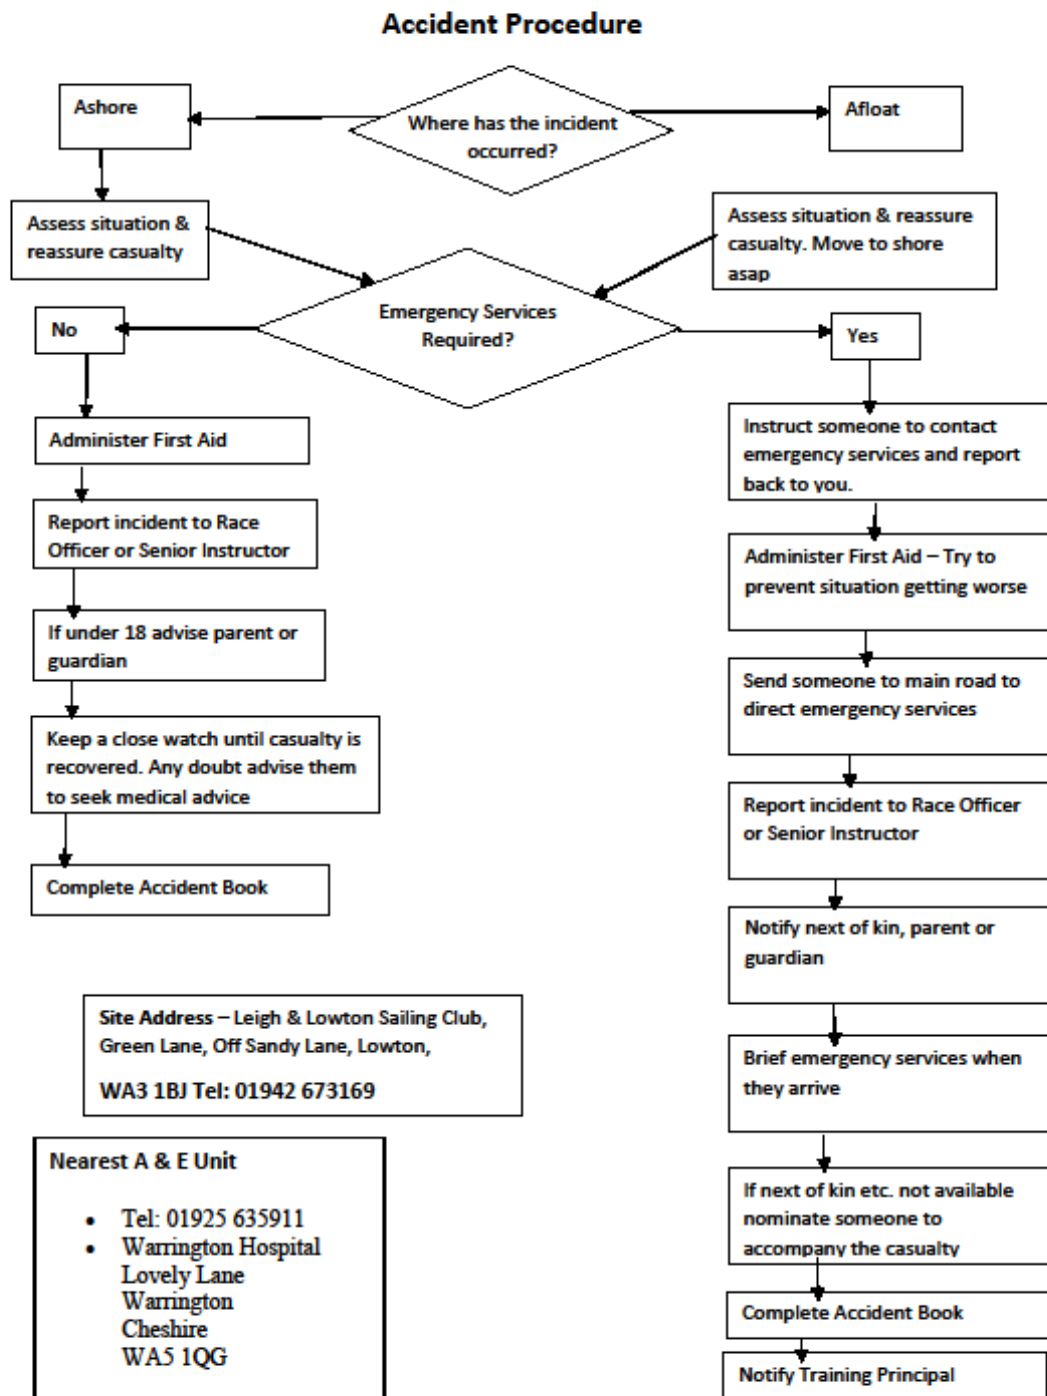 Accident Procedure
Ashore
Where has the incident
occurred?
Afloat
Assess situation &
reassure casualty
Assess situation & reassure
casualty. Move to shore
asap
Emergency Services
Required?
No
Yes
Administer First Aid
Report incident to Race
Officer or Senior Instructor
If under 18 advise parent or
guardian
Keep a close watch until casualty is
recovered. Any doubt advise them
to seek medical advice
Complete Accident Book
Instruct someone to contact
emergency services and report
back to you.
Administer First Aid – Try to
prevent situation getting worse
Send someone to main road to
direct emergency services
Report incident to Race Officer
or Senior Instructor
Notify next of kin, parent or
guardian
Brief emergency services when
they arrive
If next of kin etc. not available
nominate someone to
accompany the casualty
Complete Accident Book
Notify Training Principal
Site Address – Leigh & Lowton Sailing Club,
Green Lane, Off Sandy Lane, Lowton,
WA3 1BJ Tel: 01942 673169
Nearest A & E Unit
• Tel: 01925 635911
• Warrington Hospital
Lovely Lane
Warrington
Cheshire
WA5 1QG